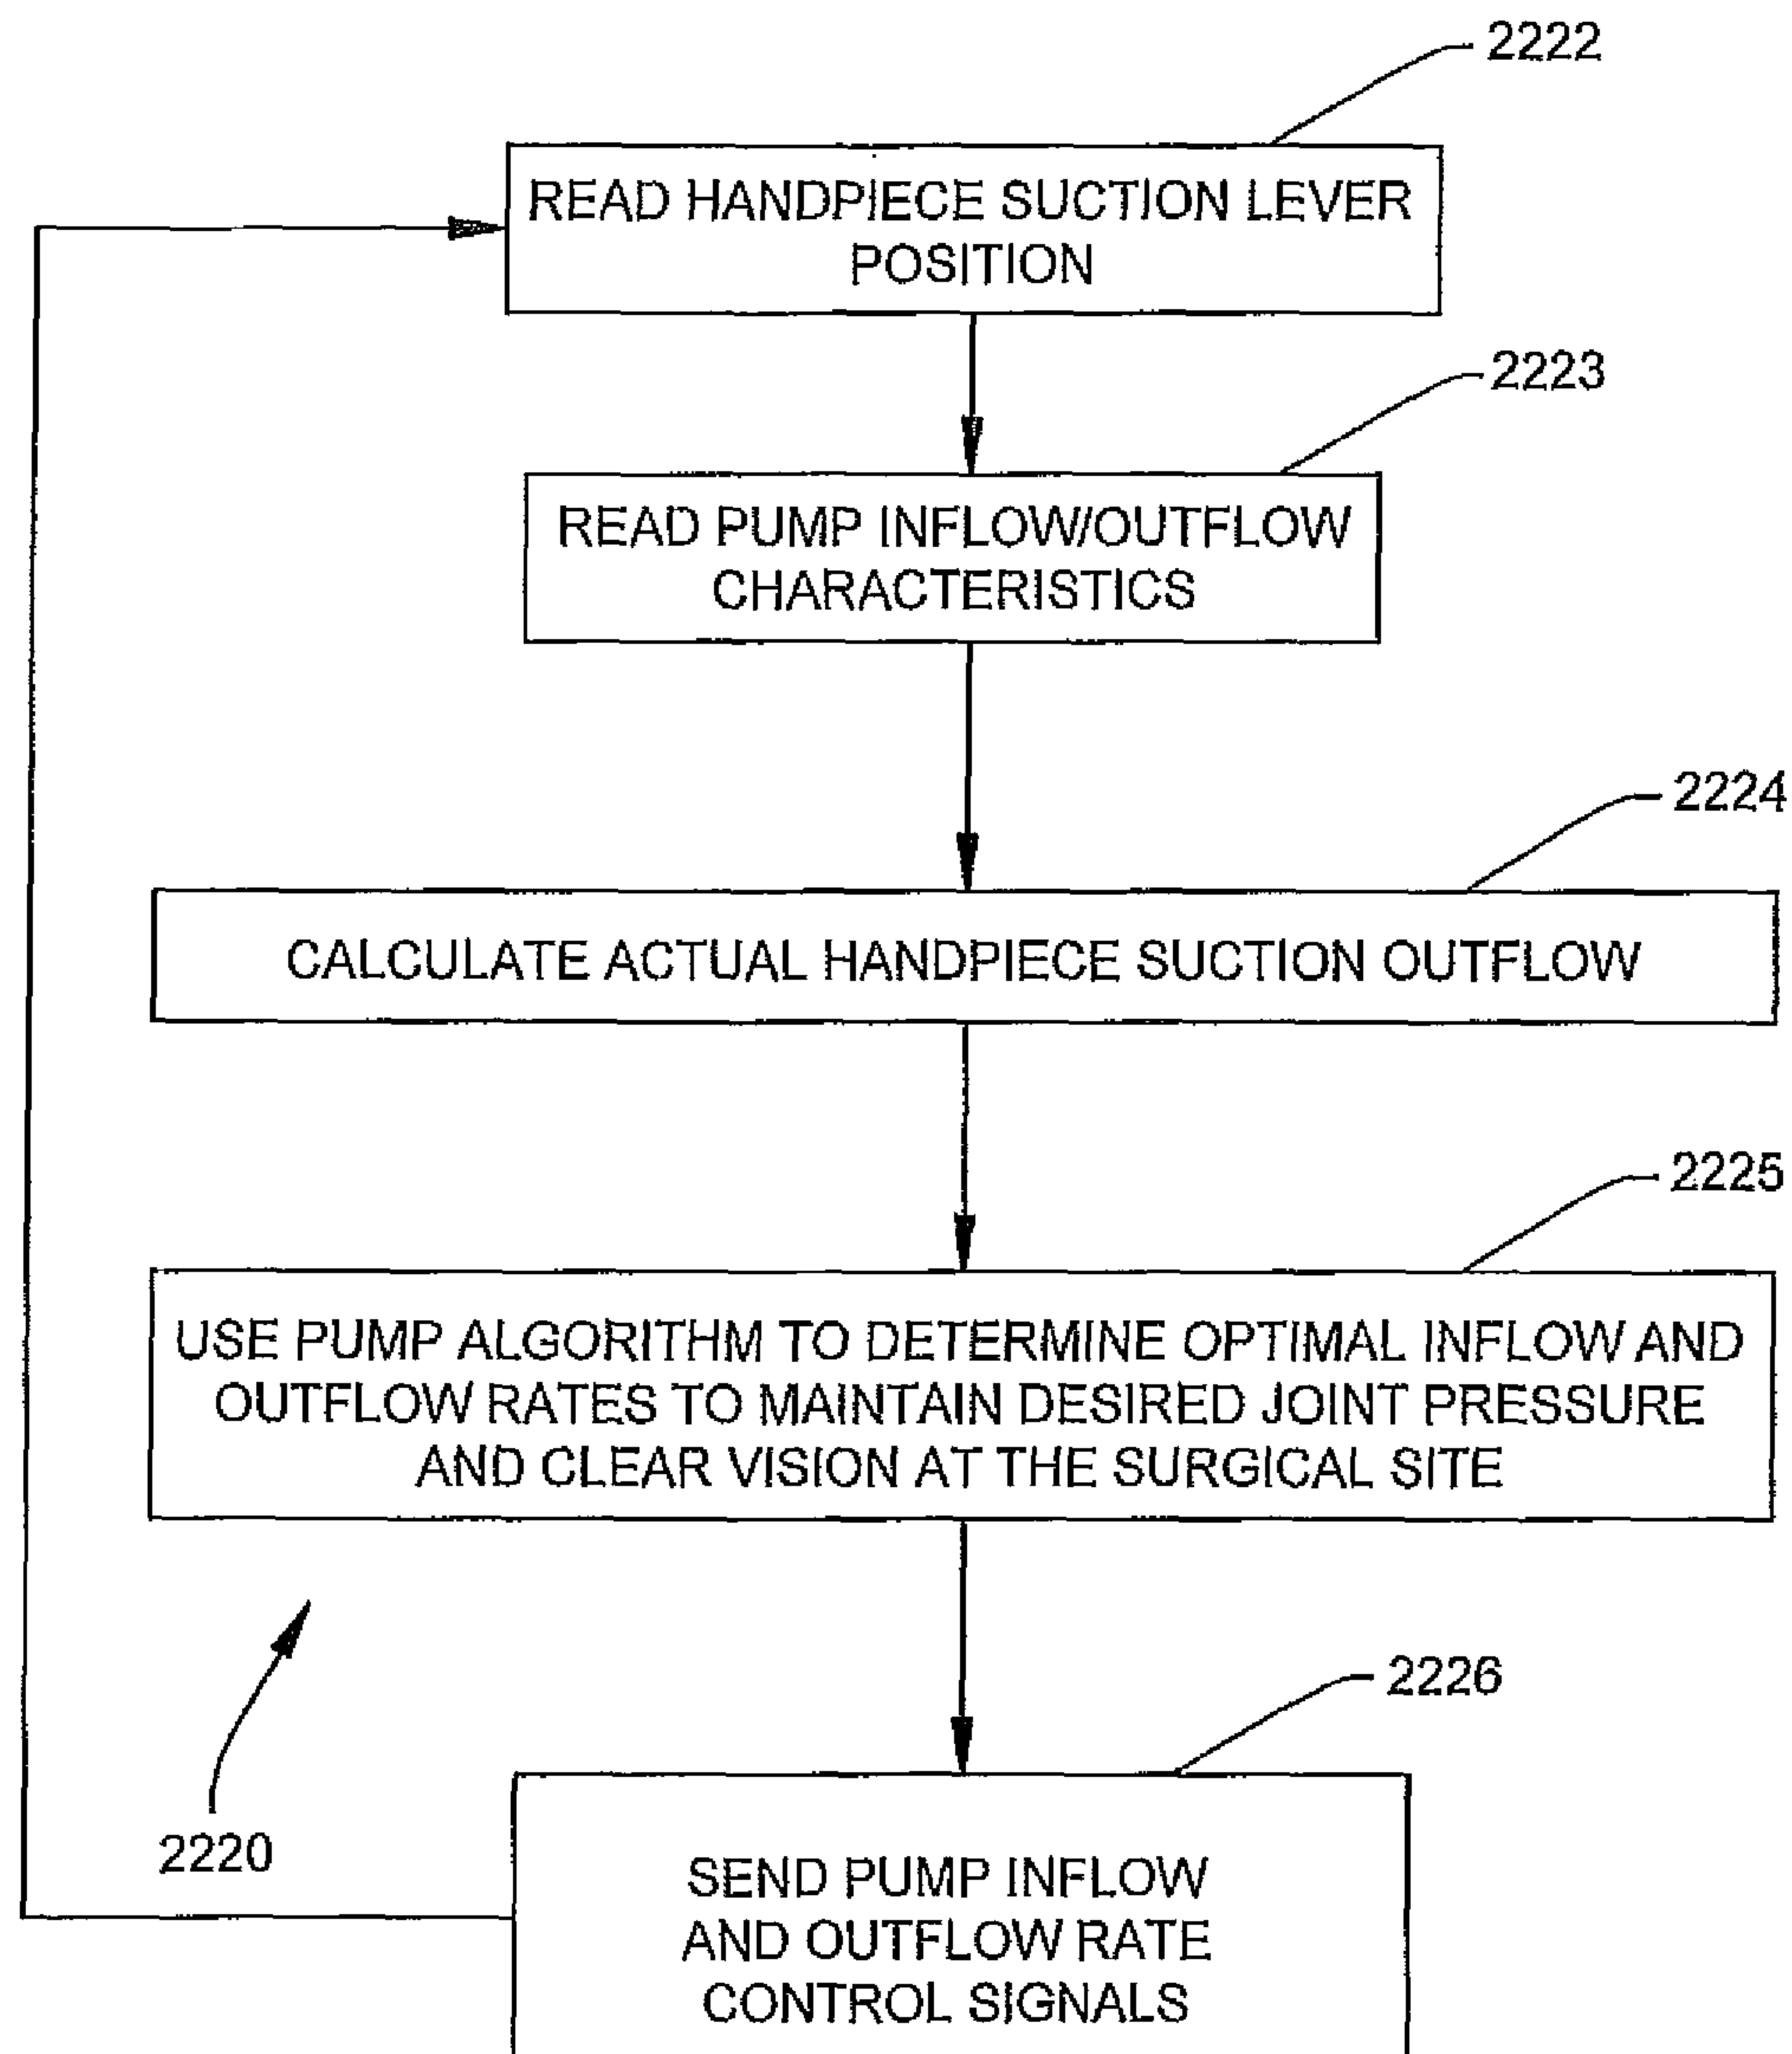 2222
READ HANDPIECE SUCTION LEVER
POSITION
2223
READ PUMP INFLOW/OUTFLOW
CHARACTERISTICS
2224
CALCULATE ACTUAL HANDPIECE SUCTION OUTFLOW
2225
USE PUMP ALGORITHM TO DETERMINE OPTIMAL INFLOW AND
OUTFLOW RATES TO MAINTAIN DESIRED JOINT PRESSURE
AND CLEAR VISION AT THE SURGICAL SITE
2226
2220
SEND PUMP INFLOW
AND OUTFLOW RATE
CONTROL SIGNALS